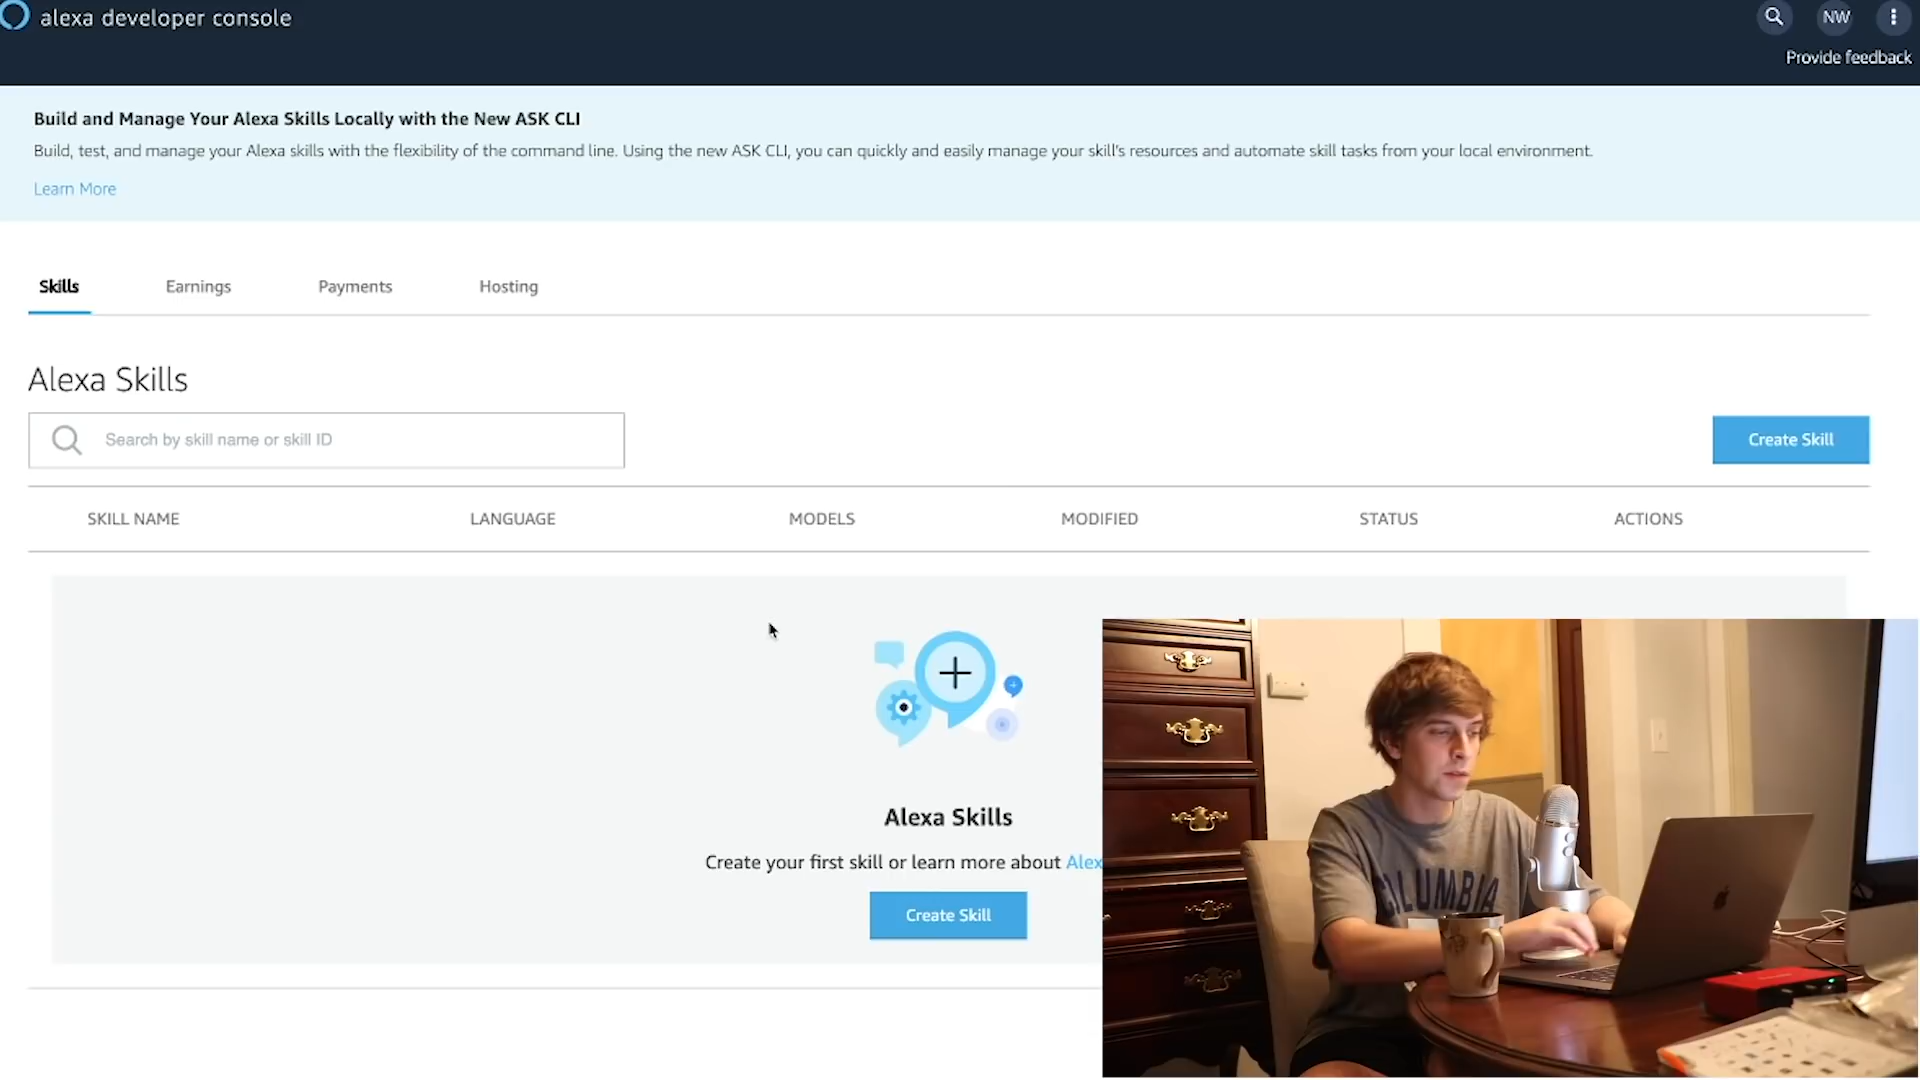 alexa developer console
NW
Provide feedback
Build and Manage Your Alexa Skills Locally with the New ASK CLI
Build, test, and manage your Alexa skills with the flexibility of the command line. Using the new ASK CLI, you can quickly and easily manage your skill's resources and automate skill tasks from your local environment.
Learn More
Skills Earnings Payments Hosting
Alexa Skills
Search by skill name or skill ID
Create Skill
SKILL NAME LANGUAGE MODELS MODIFIED STATUS ACTIONS
Alexa Skills
Create your first skill or learn more about Alex
Create Skill
COLUMBIA